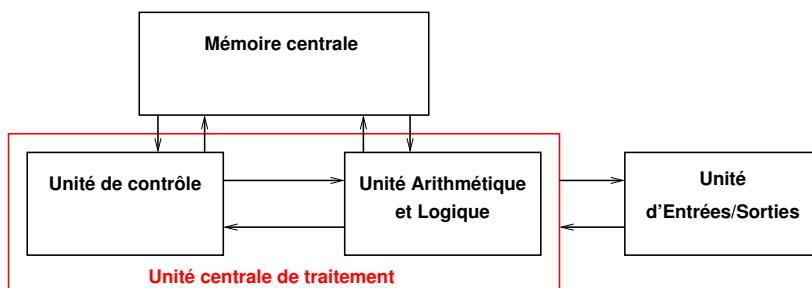 Mémoire centrale
Unité de contrôle
Unité Arithmétique
et Logique
Unité
d'Entrées/Sorties
Unité centrale de traitement